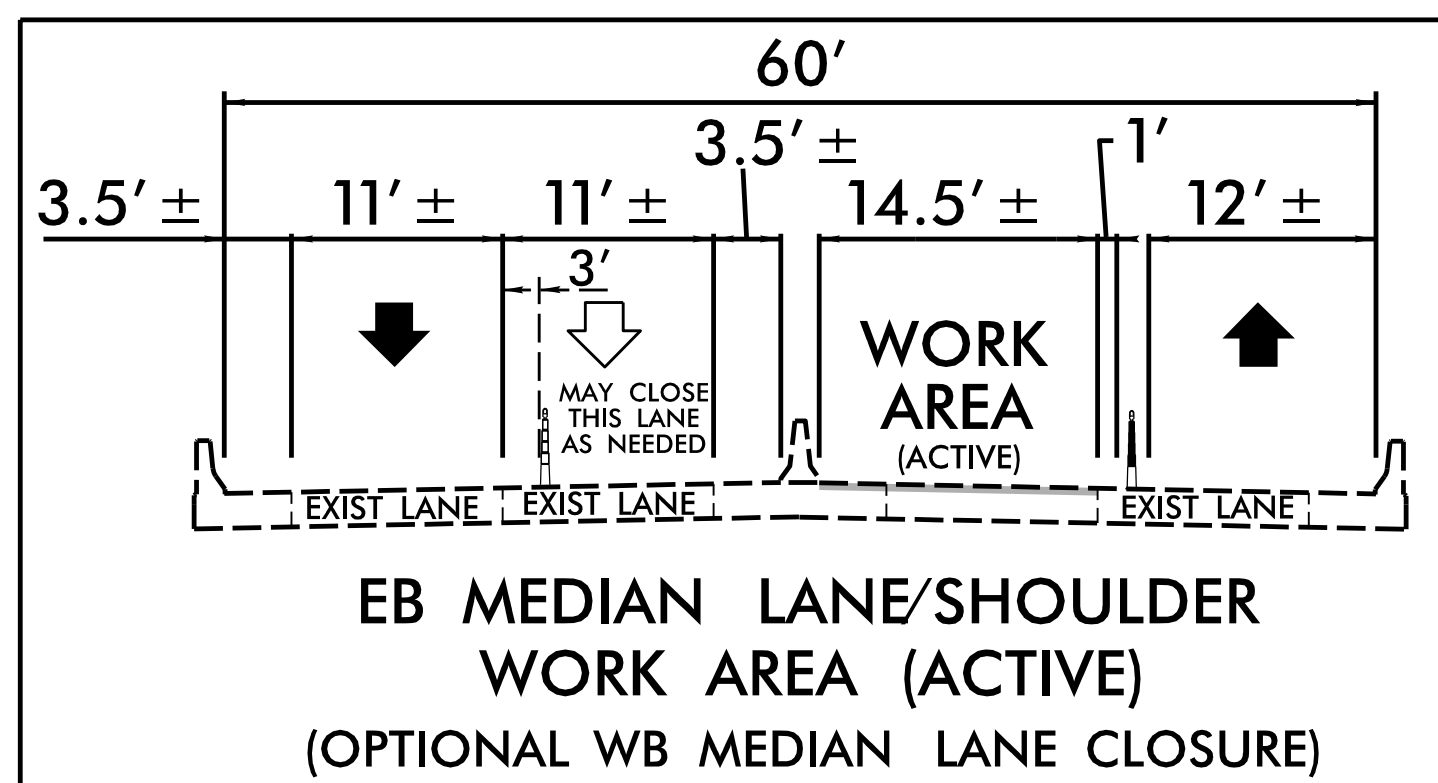 60'
3.5' ±
1'
3.5' ±
11' ±
11' ±
14.5' ±
12' ±
3'
MAY CLOSE
THIS LANE
AS NEEDED
WORK
AREA
(ACTIVE)
EXIST LANE
EXIST LANE
EXIST LANE
EB MEDIAN LANE/SHOULDER
WORK AREA (ACTIVE)
(OPTIONAL WB MEDIAN LANE CLOSURE)